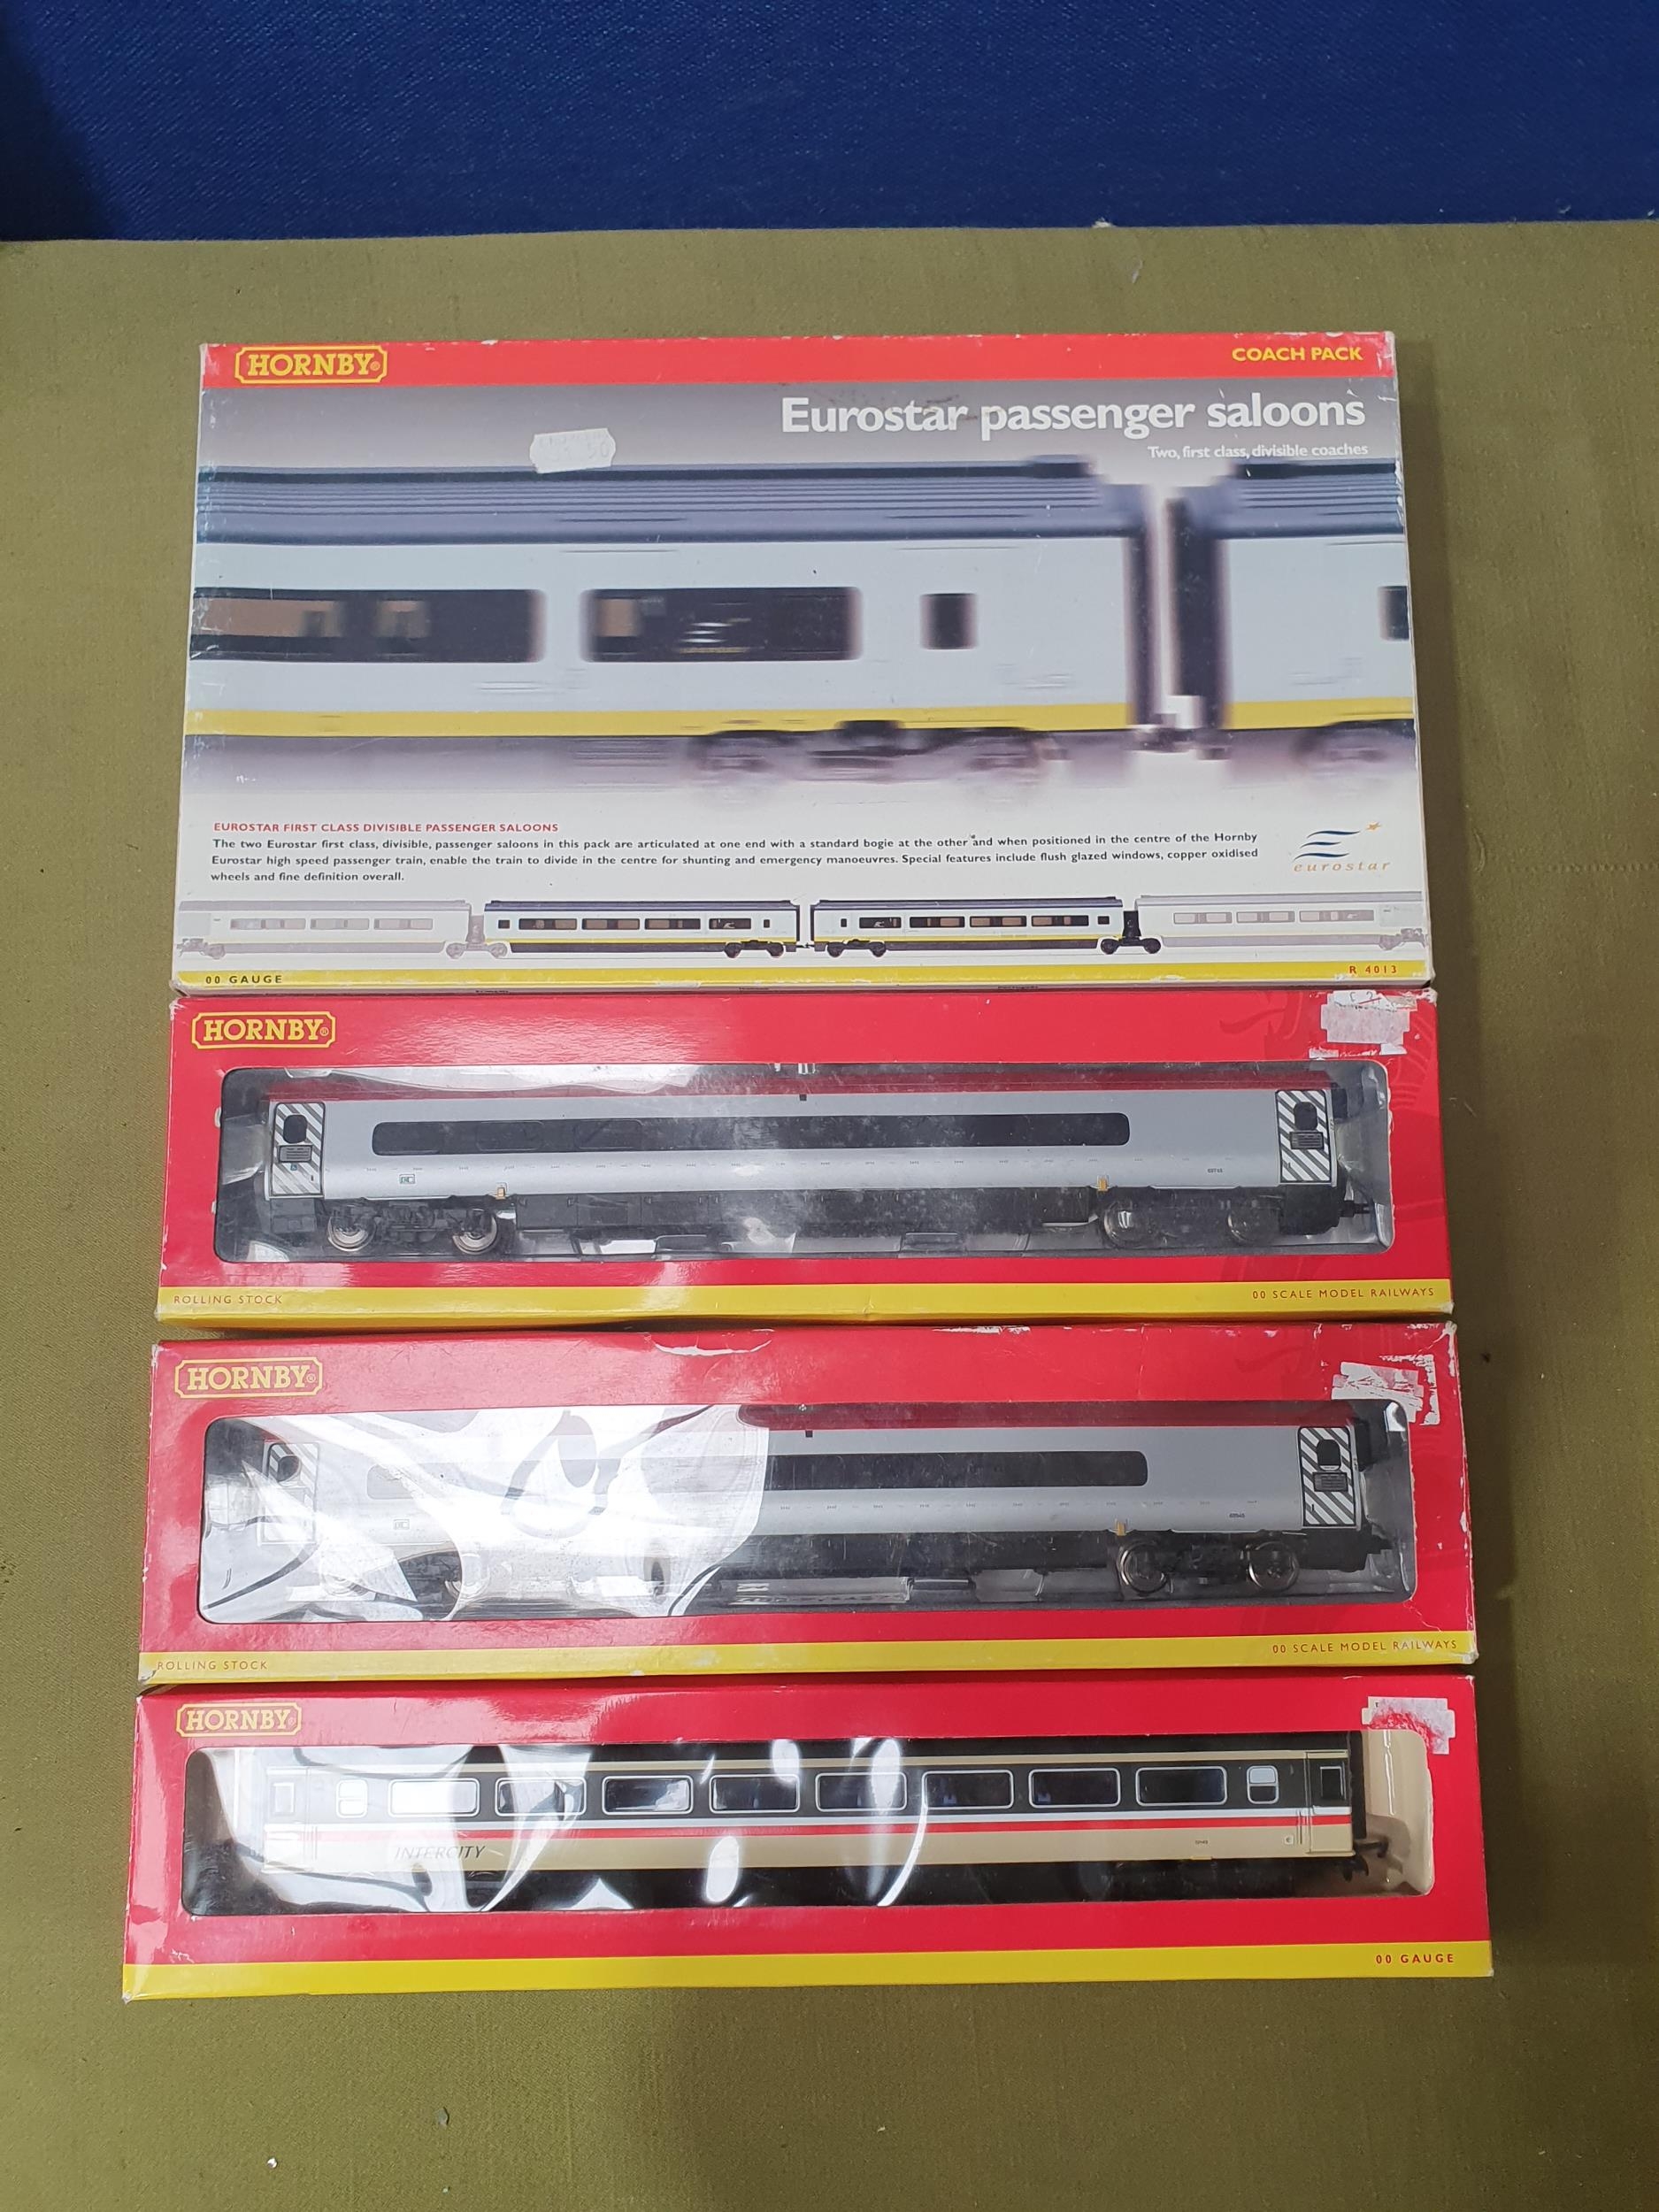 HORNBY®
COACH PACK
Eurostar passenger saloons
Two, first class, divisible coaches
EUROSTAR FIRST CLASS DIVISIBLE PASSENGER SALOONS
The two Eurostar first class, divisible, passenger saloons in this pack are articulated at one end with a standard bogie at the other and when positioned in the centre of the Hornby
Eurostar high speed passenger train, enable the train to divide in the centre for shunting and emergency manoeuvres. Special features include flush glazed windows, copper oxidised
wheels and fine definition overall.
eurostar
00 GAUGE
R 4013
HORNBY®
ROLLING STOCK
00 SCALE MODEL RAILWAYS
HORNBY®
ROLLING STOCK
00 SCALE MODEL RAILWAYS
HORNBY®
INTERCITY
00 GAUGE